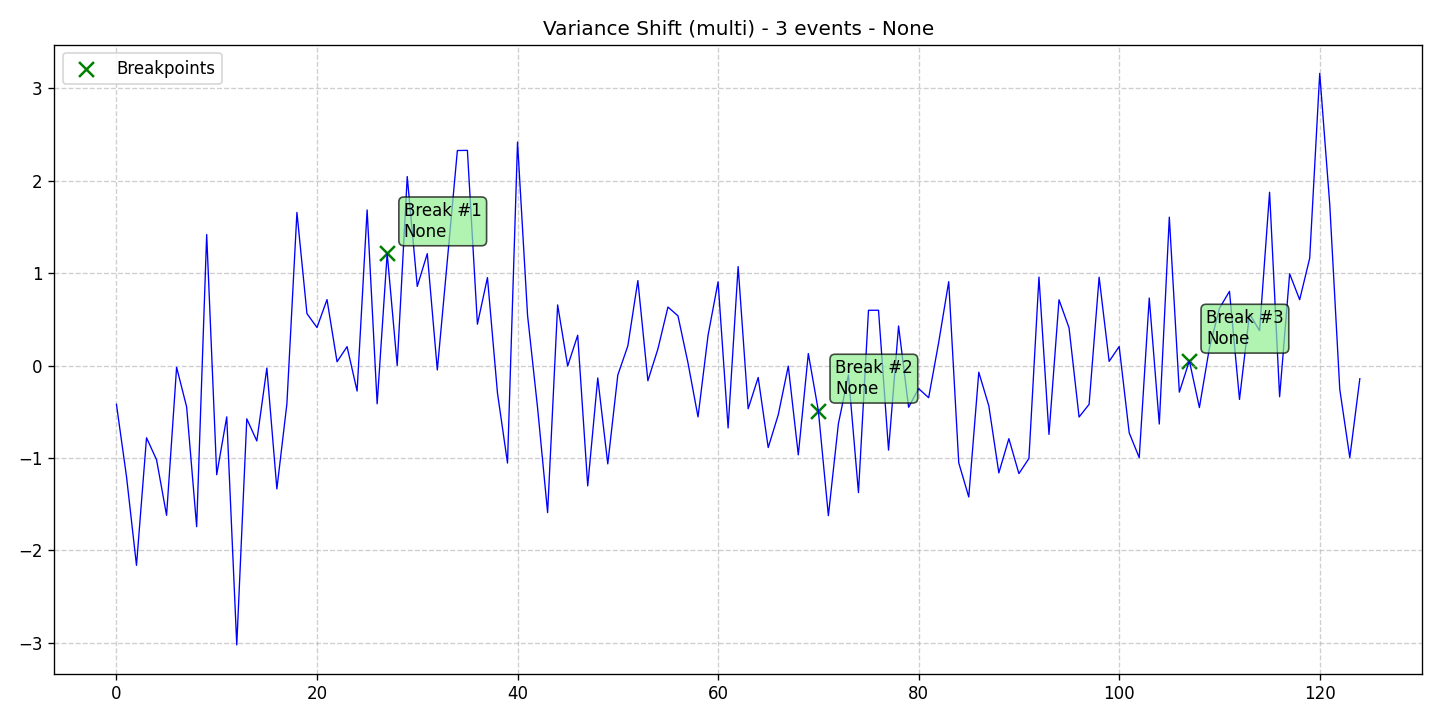 Variance Shift (multi) - 3 events - None
Breakpoints
3
2
1
0
−1
−2
−3
Break #1
None
Break #2
None
Break #3
None
0
20
40
60
80
100
120